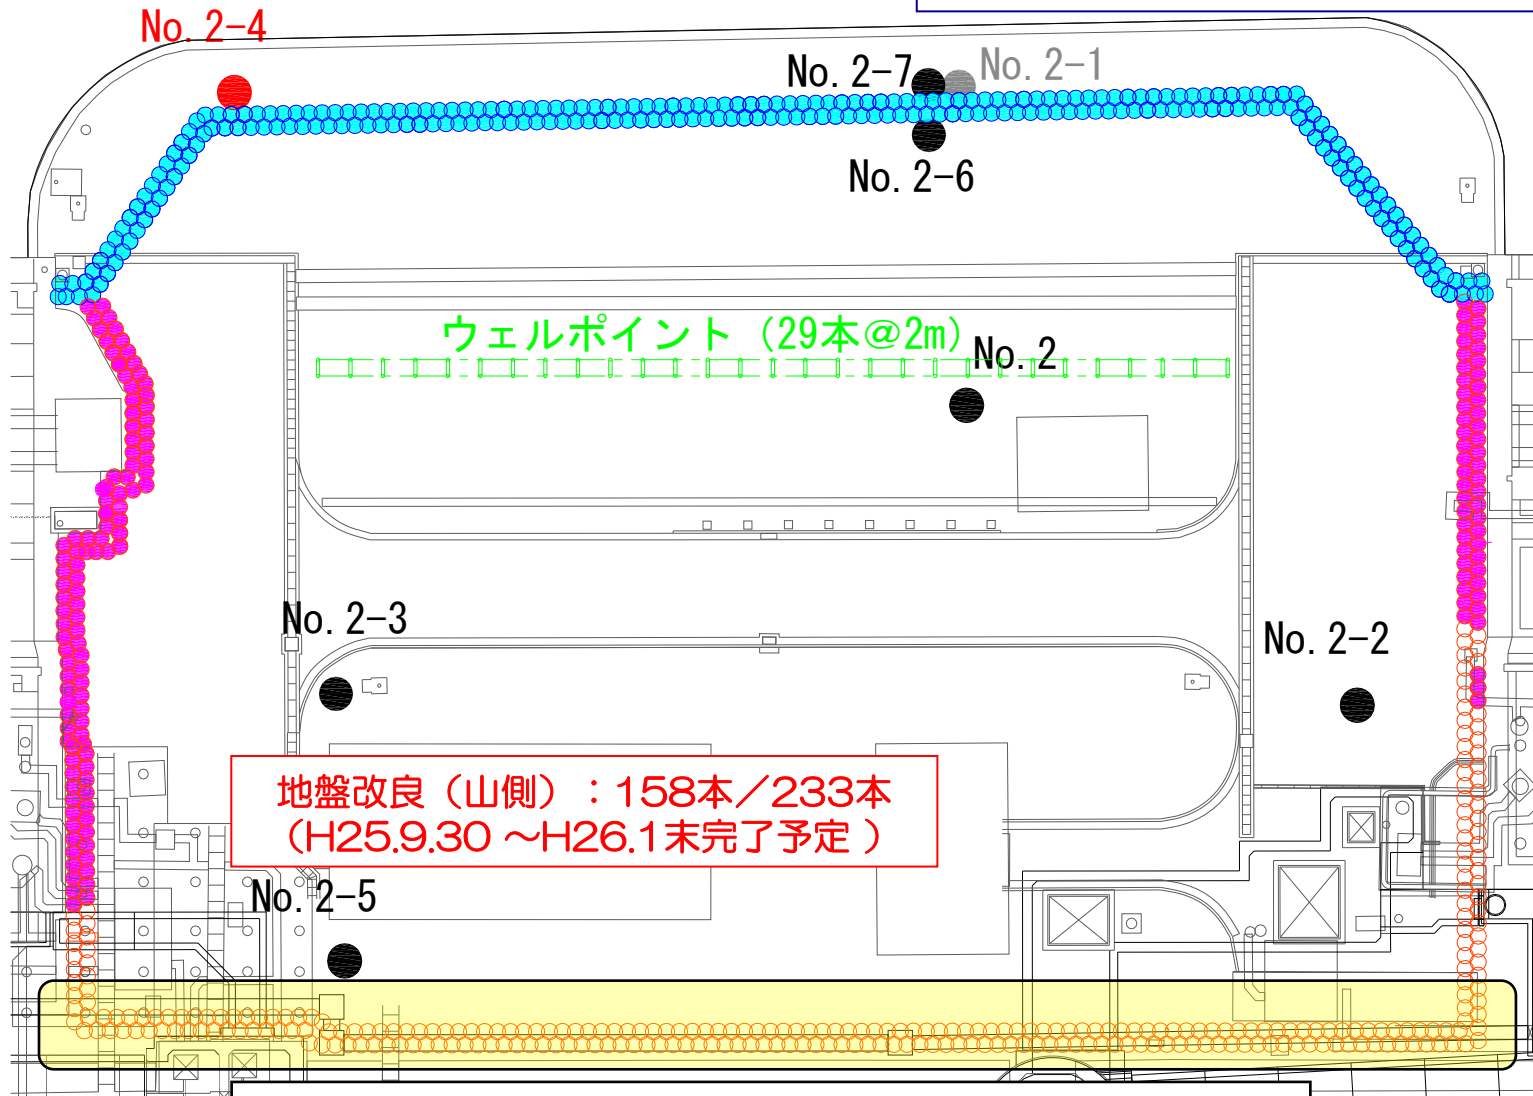 No. 2-4
No. 2-7
No. 2-1
No. 2-6
ウェルポイント（29本@2m）
No. 2
No. 2-3
No. 2-2
地盤改良（山側）：158本／233本
（H25.9.30 ～H26.1末完了予定 ）
No. 2-5